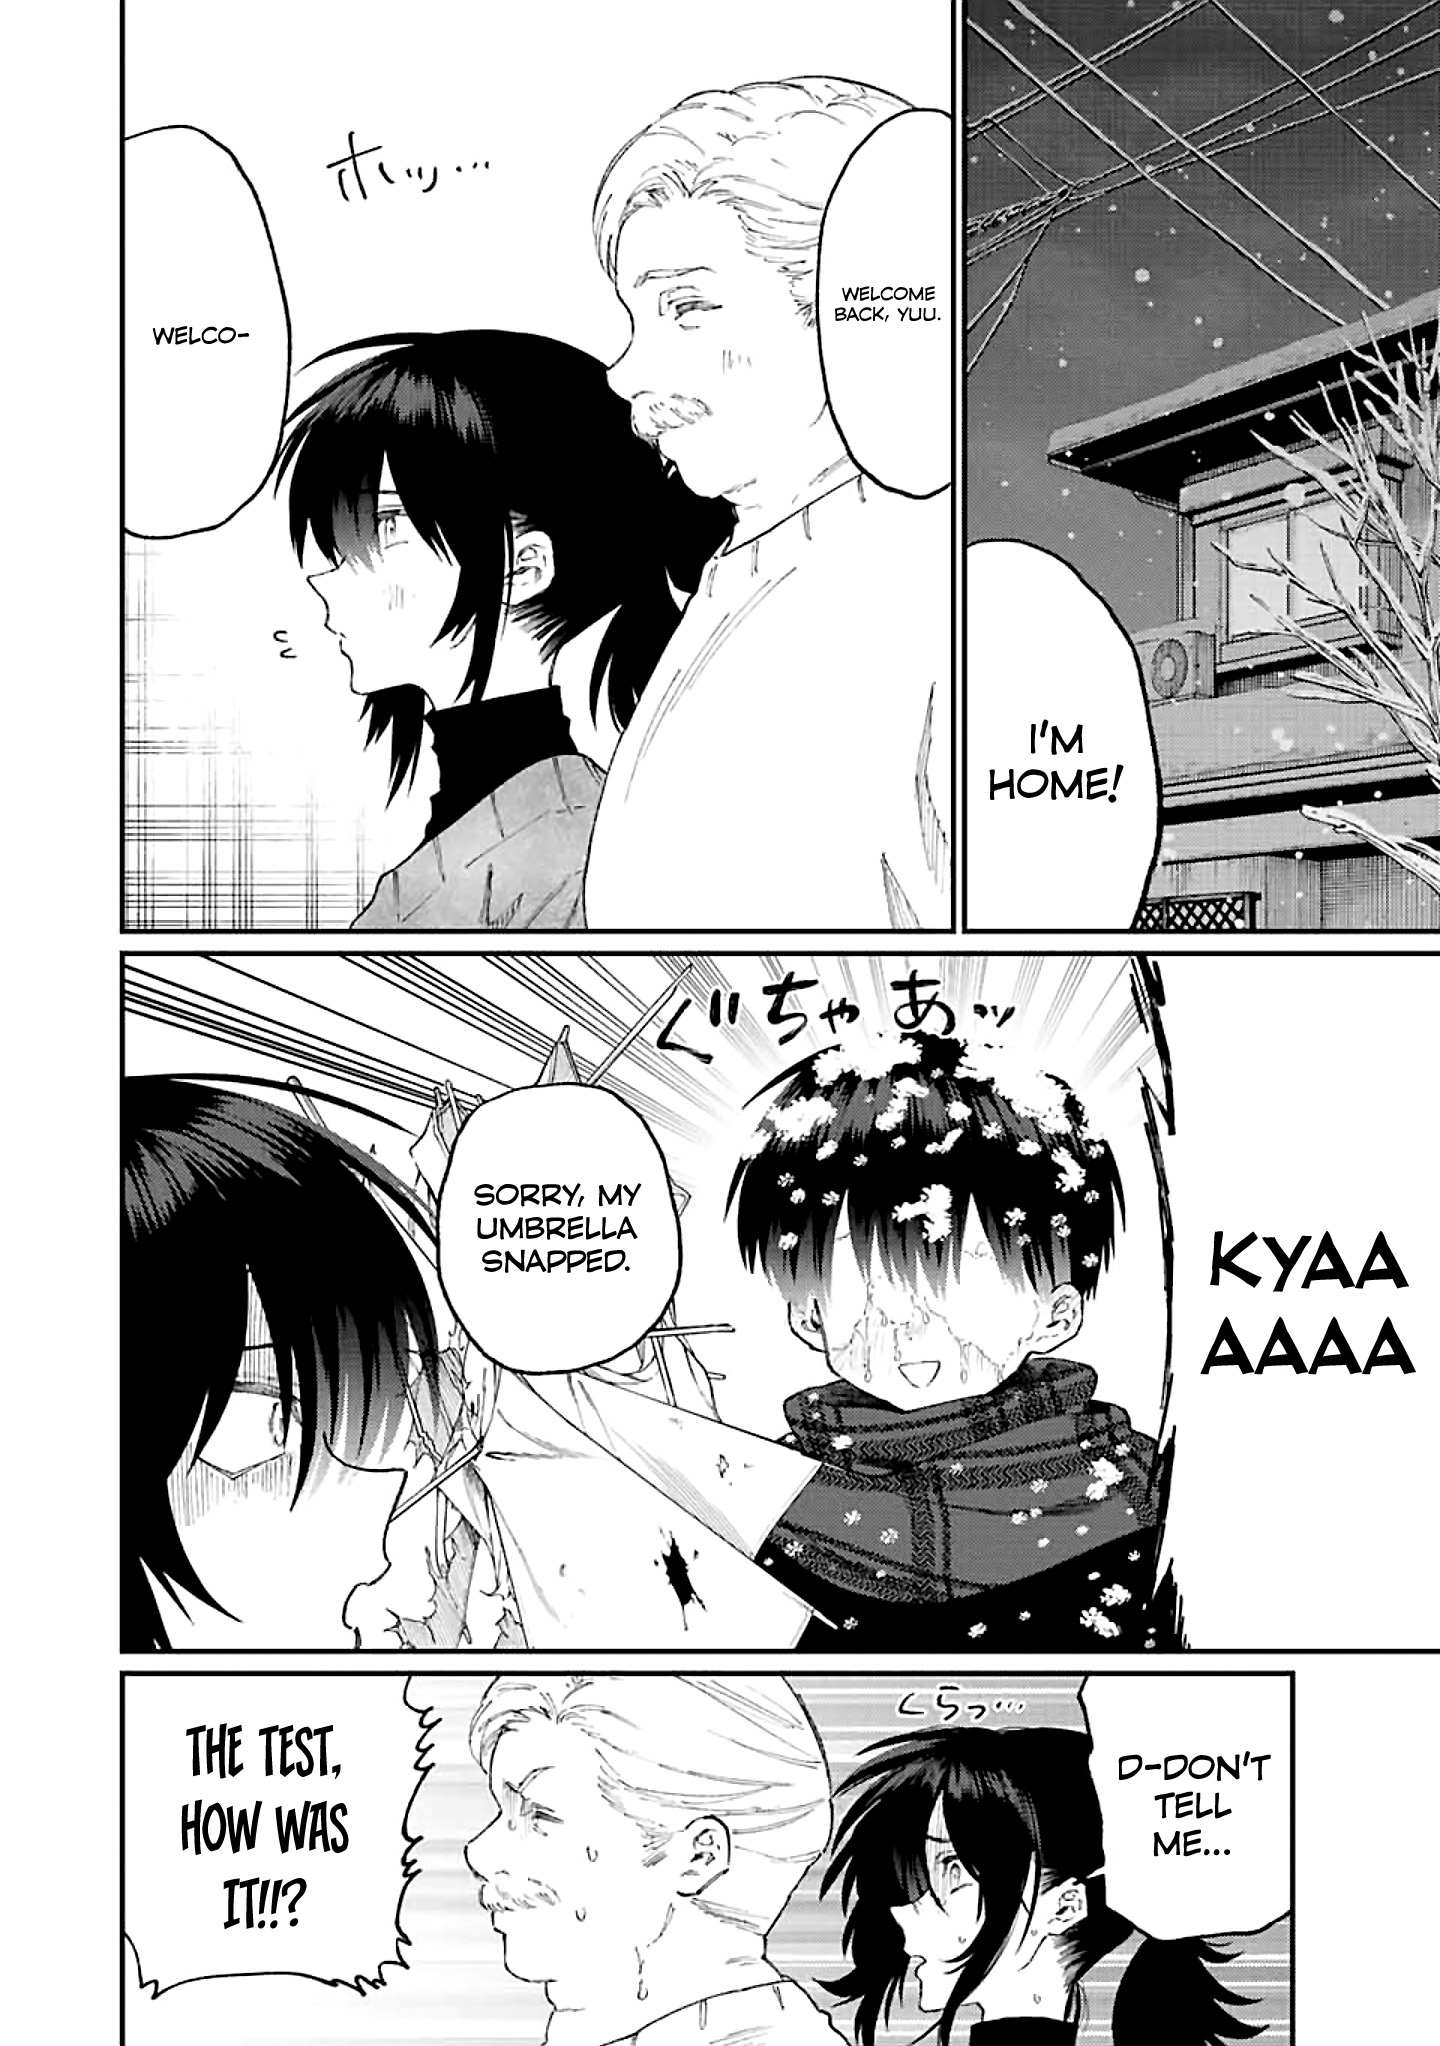 I'M
HOME!
WELCOME
BACK, YUU.
ホッ…
WELCO-
KYAA
AAAA
ぐちゃあッ
SORRY, MY
UMBRELLA
SNAPPED.
D-DON'T
TELL
ME...
くらっ…
THE TEST,
HOW WAS
IT!!?